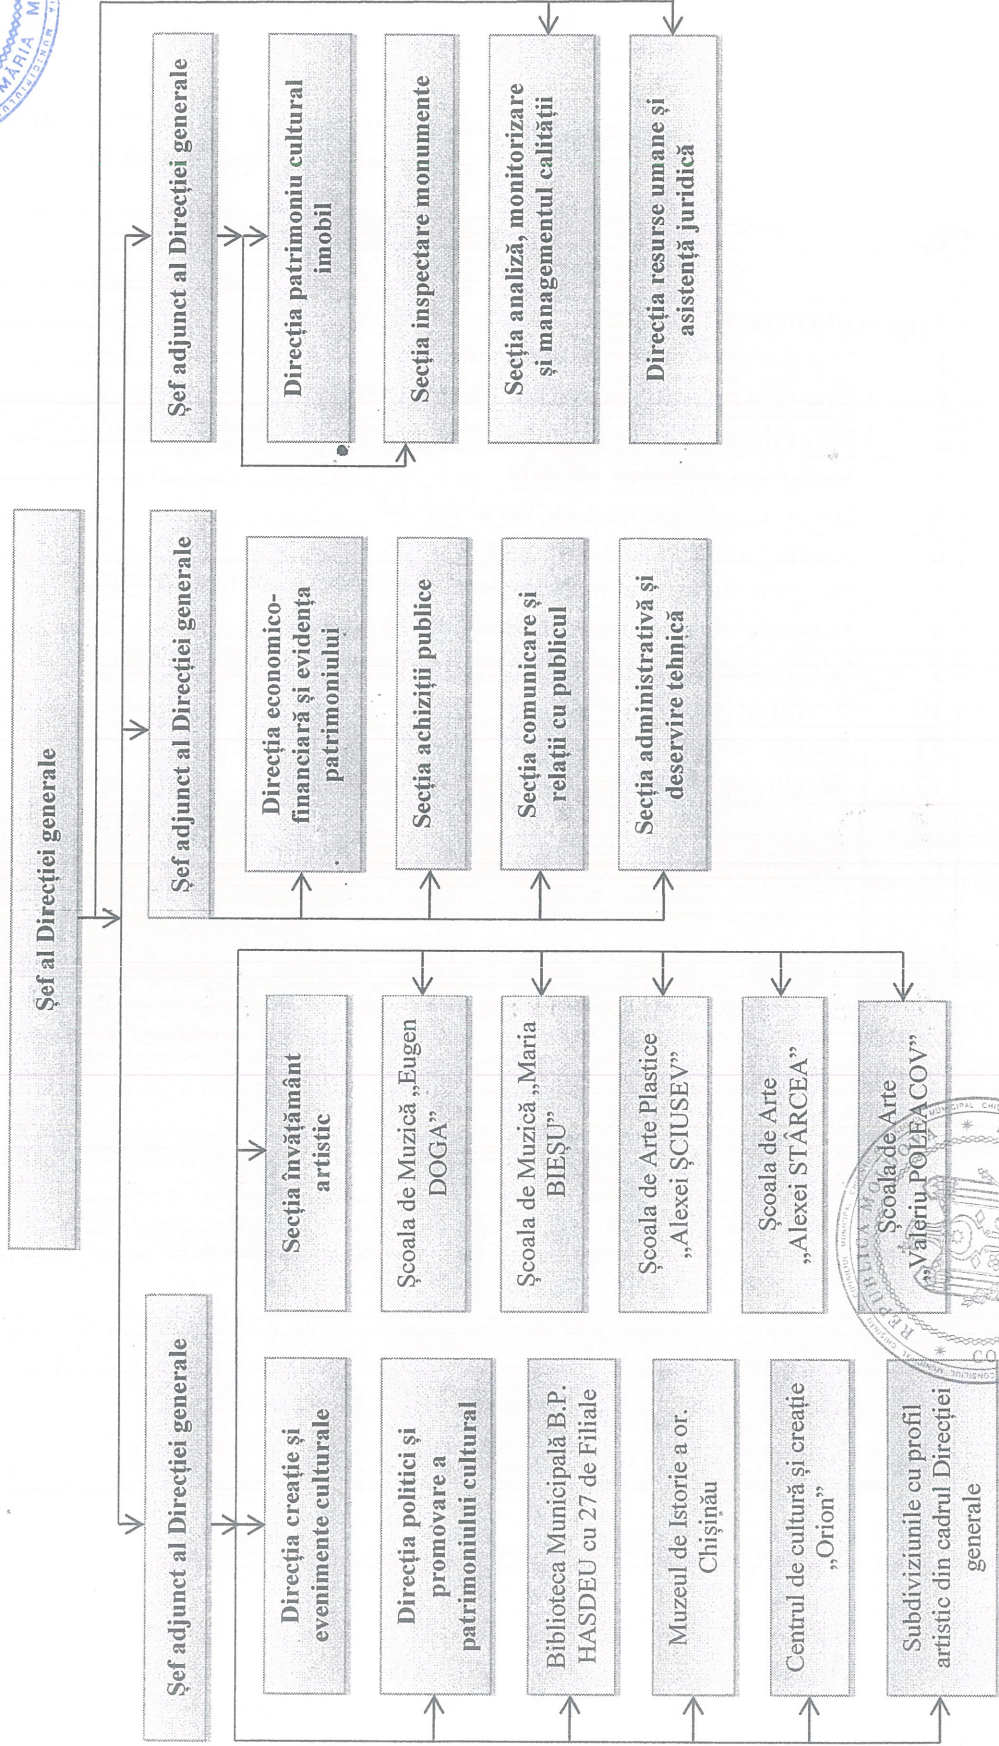 Șef al Direcției generale
Șef adjunct al Direcției generale
Direcția creație și
evenimente culturale
Direcția politici și
promovare a
patrimoniului cultural
Biblioteca Municipală B.P.
HASDEU cu 27 de Filiale
Muzeul de Istorie a or.
Chișinău
Centrul de cultură și creație
„Orion”
Subdiviziunile cu profil
artistic din cadrul Direcției
generale
Secția învățământ
artistic
Școala de Muzică „Eugen
DOGA”
Școala de Muzică „Maria
BIEȘU”
Școala de Arte Plastice
„Alexei ȘCIUSEV”
Școala de Arte
„Alexei STÂRCEA”
Școala de Arte
„Valeriu POLEACOV”
Șef adjunct al Direcției generale
Direcția economico-
financiară și evidența
patrimoniului
Secția achiziții publice
Secția comunicare și
relații cu publicul
Secția administrativă și
deservire tehnică
Șef adjunct al Direcției generale
Direcția patrimoniu cultural
imobil
Secția inspectare monumente
Secția analiză, monitorizare
și managementul calității
Direcția resurse umane și
asistență juridică
REPUBLICA MOLDOVA